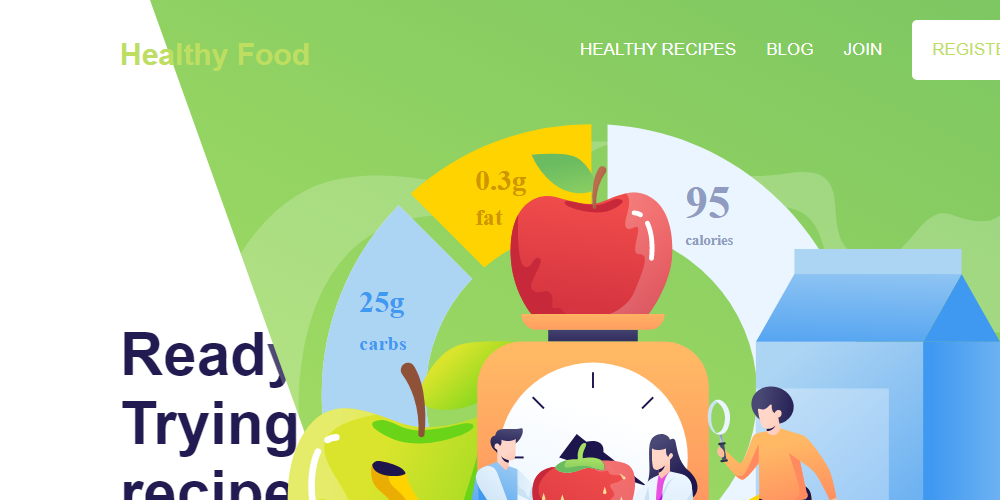 Healthy Food
HEALTHY RECIPES BLOG JOIN
0.3g
fat
95
calories
25g
carbs
Ready
Trying